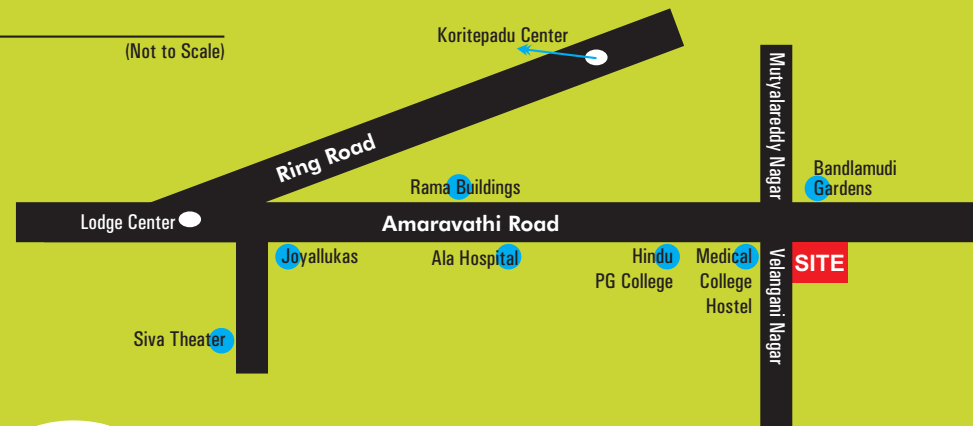 (Not to Scale)
Koritepadu Center
Mutyalareddy Nagar
Ring Road
Bandlamudi
Gardens
Rama Buildings
Lodge Center
Amaravathi Road
Joyallukas
Ala Hospital
Hindu
PG College
Medical
College
Hostel
Velangani Nagar
SITE
Siva Theater